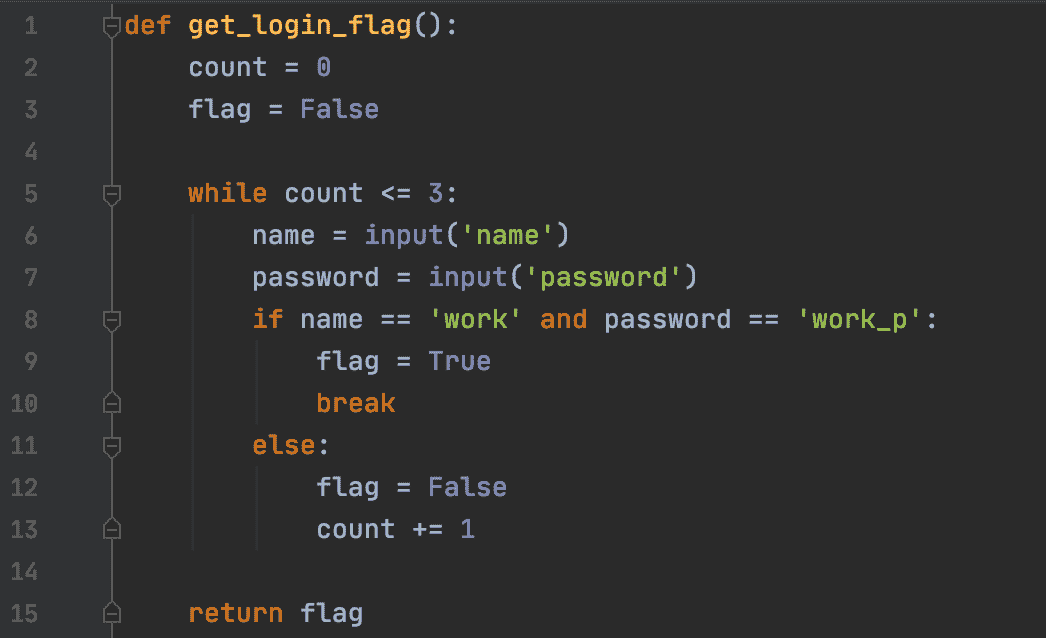 1 def get_login_flag():
2     count = 0
3     flag = False
4
5     while count <= 3:
6         name = input('name')
7         password = input('password')
8         if name == 'work' and password == 'work_p':
9             flag = True
10             break
11         else:
12             flag = False
13             count += 1
14
15     return flag